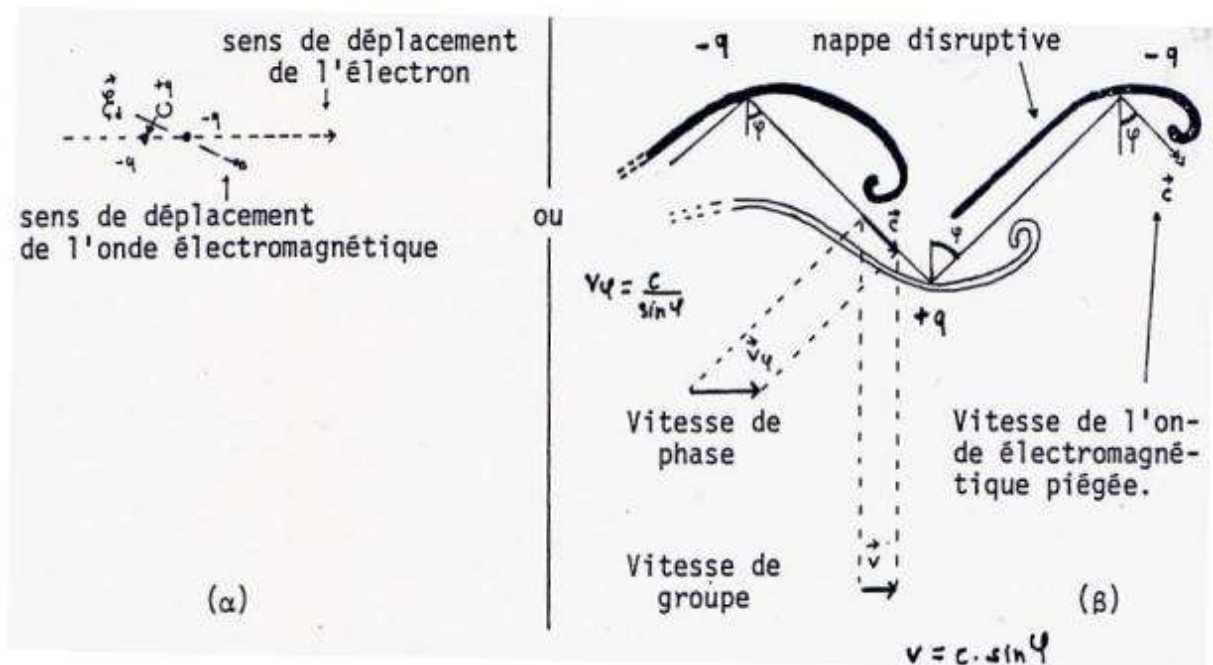 sens de déplacement
de l'électron
+q
-q
-q
sens de déplacement
de l'onde électromagnétique
(α)
ou
-q
nappe disruptive
-q
φ
φ
φ
c
c
vφ = c / sin φ
+q
vφ
Vitesse de
phase
Vitesse de l'on-
de électromagné-
tique piégée.
v
Vitesse de
groupe
(β)
v = c . sin φ